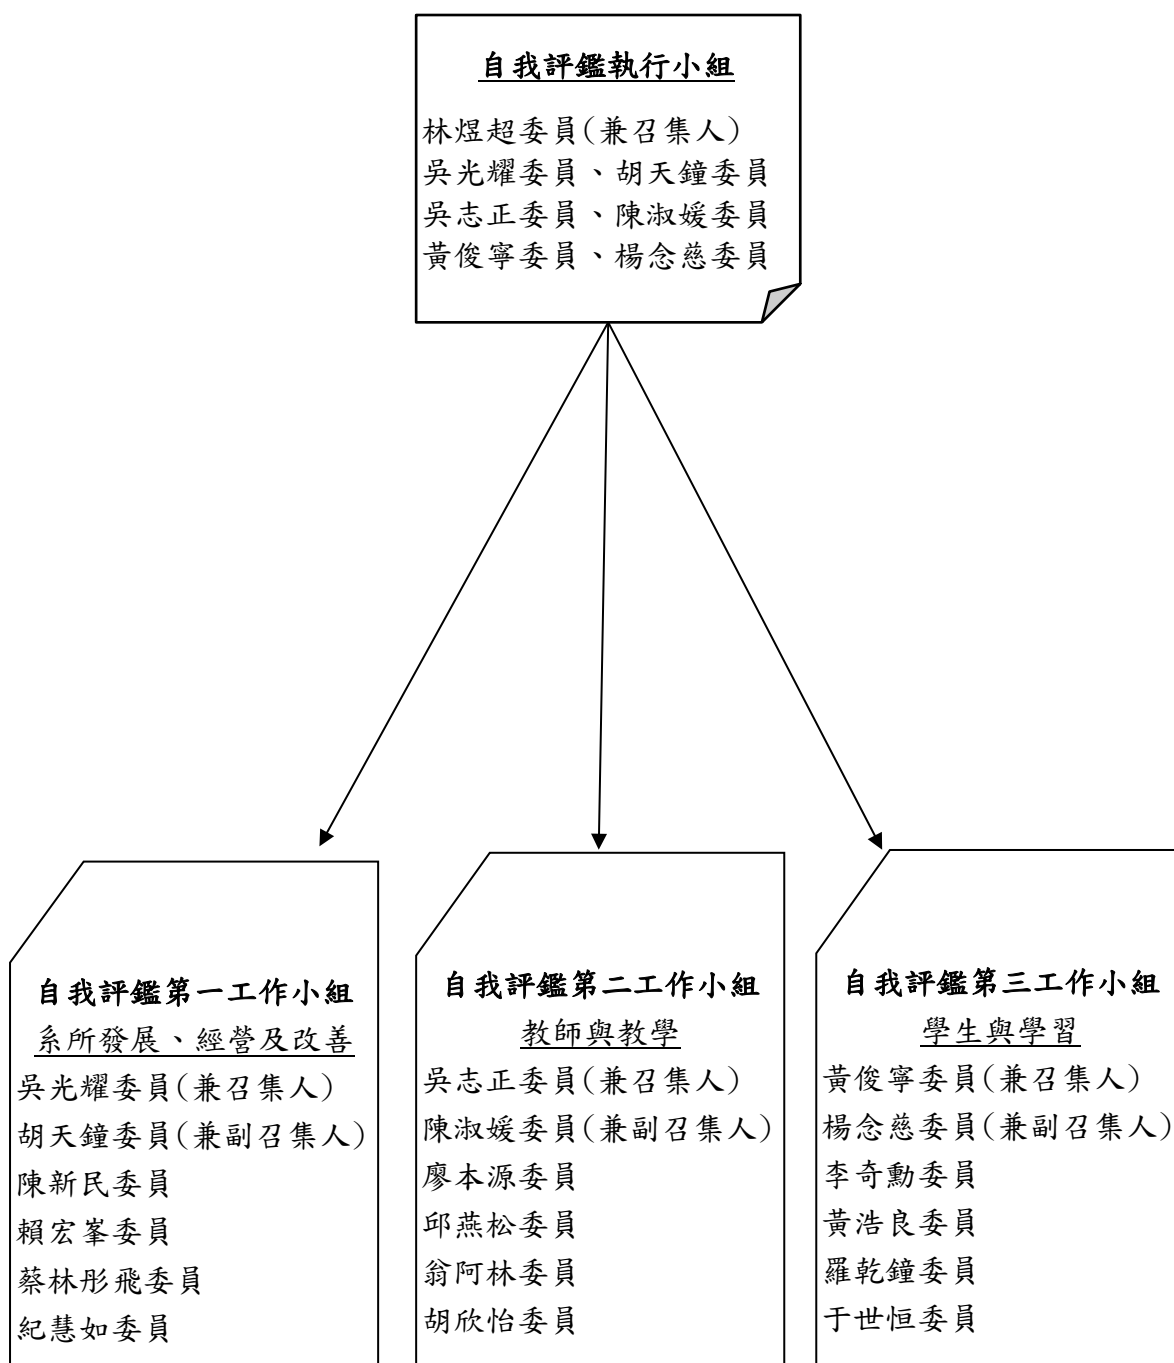 自我評鑑執行小組
林煜超委員(兼召集人)
吳光耀委員、胡天鐘委員
吳志正委員、陳淑媛委員
黃俊寧委員、楊念慈委員
自我評鑑第一工作小組
系所發展、經營及改善
吳光耀委員(兼召集人)
胡天鐘委員(兼副召集人)
陳新民委員
賴宏峯委員
蔡林彤飛委員
紀慧如委員
自我評鑑第二工作小組
教師與教學
吳志正委員(兼召集人)
陳淑媛委員(兼副召集人)
廖本源委員
邱燕松委員
翁阿林委員
胡欣怡委員
自我評鑑第三工作小組
學生與學習
黃俊寧委員(兼召集人)
楊念慈委員(兼副召集人)
李奇勳委員
黃浩良委員
羅乾鐘委員
于世恒委員